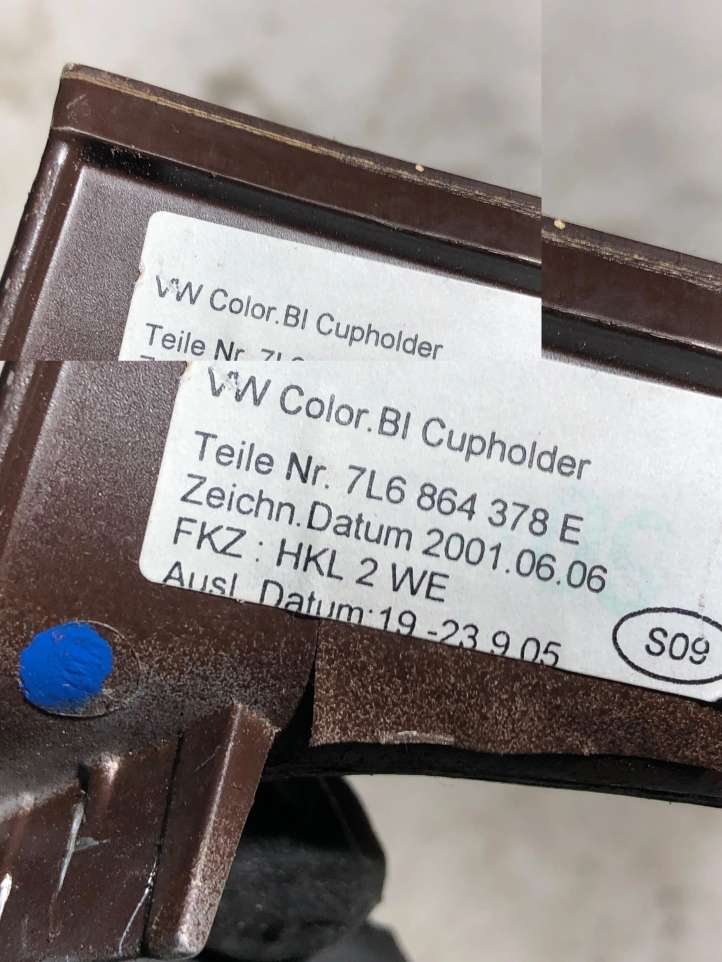 VW Color.BI Cupholder
Teile Nr.
VW Color.BI Cupholder
Teile Nr. 7L6 864 378 E
Zeichn.Datum 2001.06.06
FKZ : HKL 2 WE
Ausl. Datum:19.-23.9.05
S09